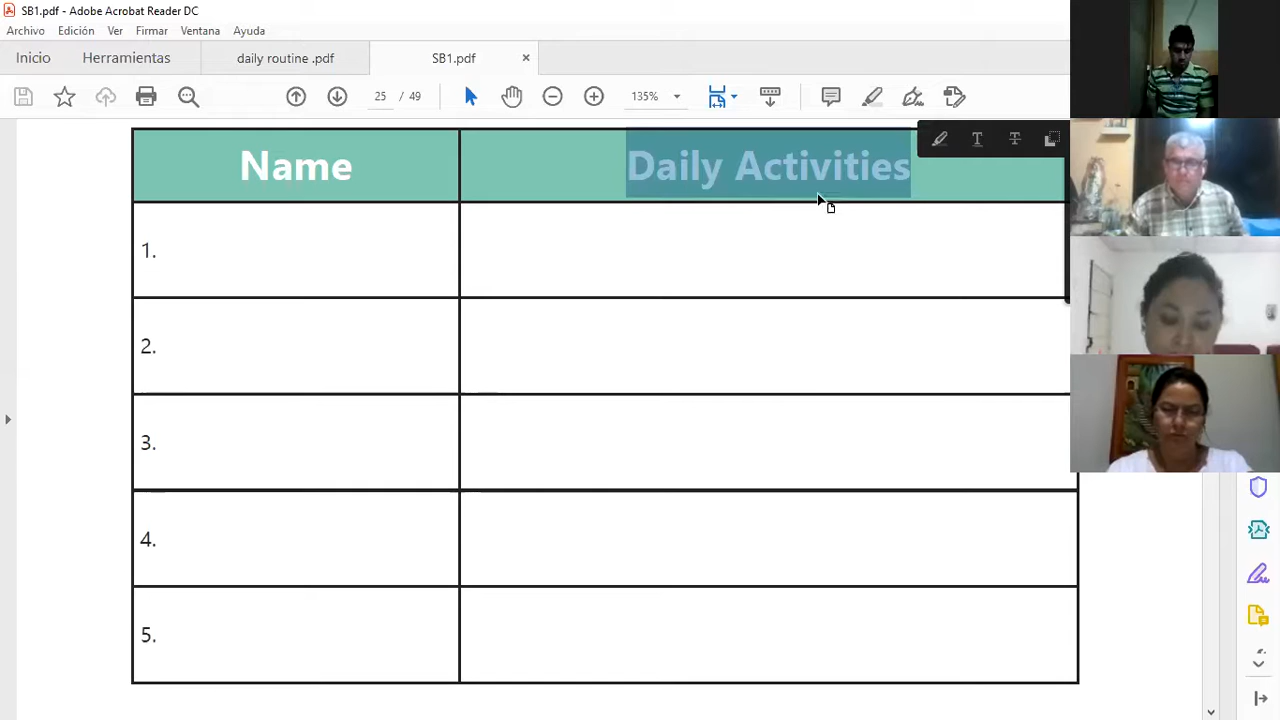 SB1.pdf - Adobe Acrobat Reader DC
Archivo Edición Ver Firmar Ventana Ayuda
Inicio Herramientas daily routine .pdf SB1.pdf ×
25 / 49 135%
Name Daily Activities
1.
2.
3.
4.
5.